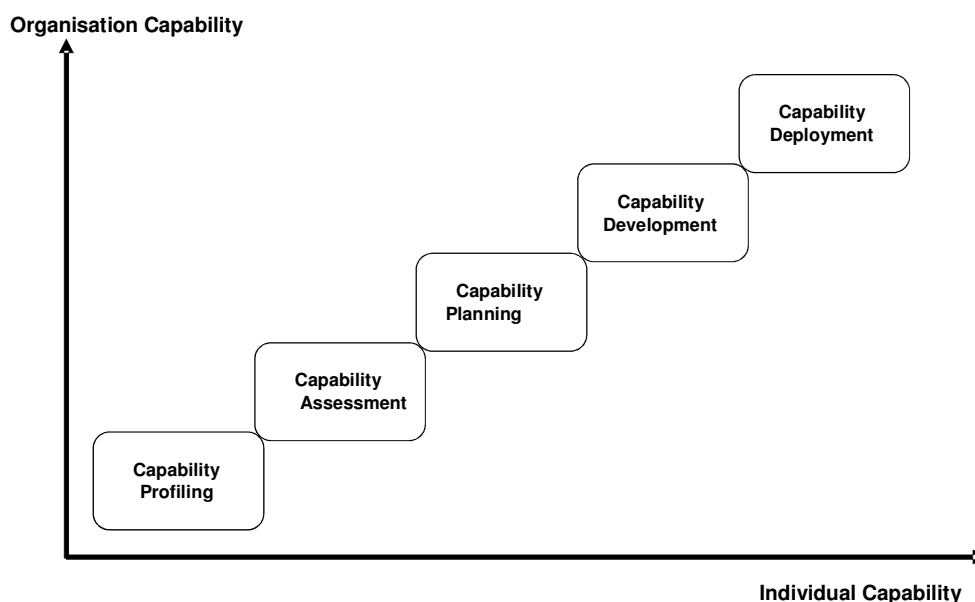 Organisation Capability
Capability
Deployment
Capability
Development
Capability
Planning
Capability
Assessment
Capability
Profiling
Individual Capability